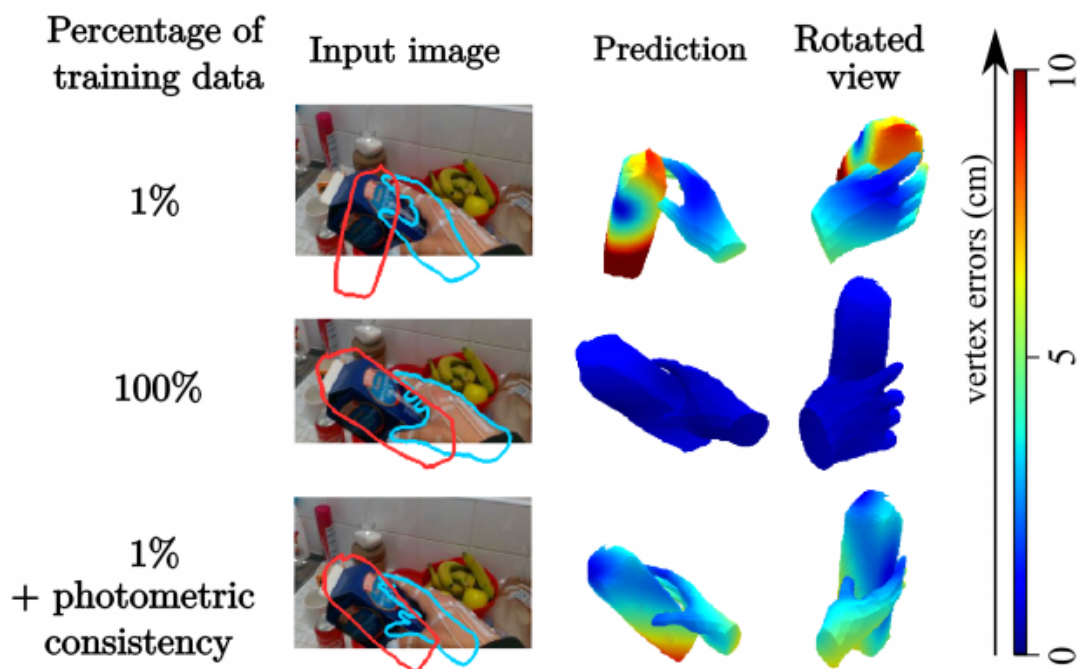 Percentage of
training data
Input image
Prediction
Rotated
view
1%
100%
1%
+ photometric
consistency
vertex errors (cm)
10
5
0